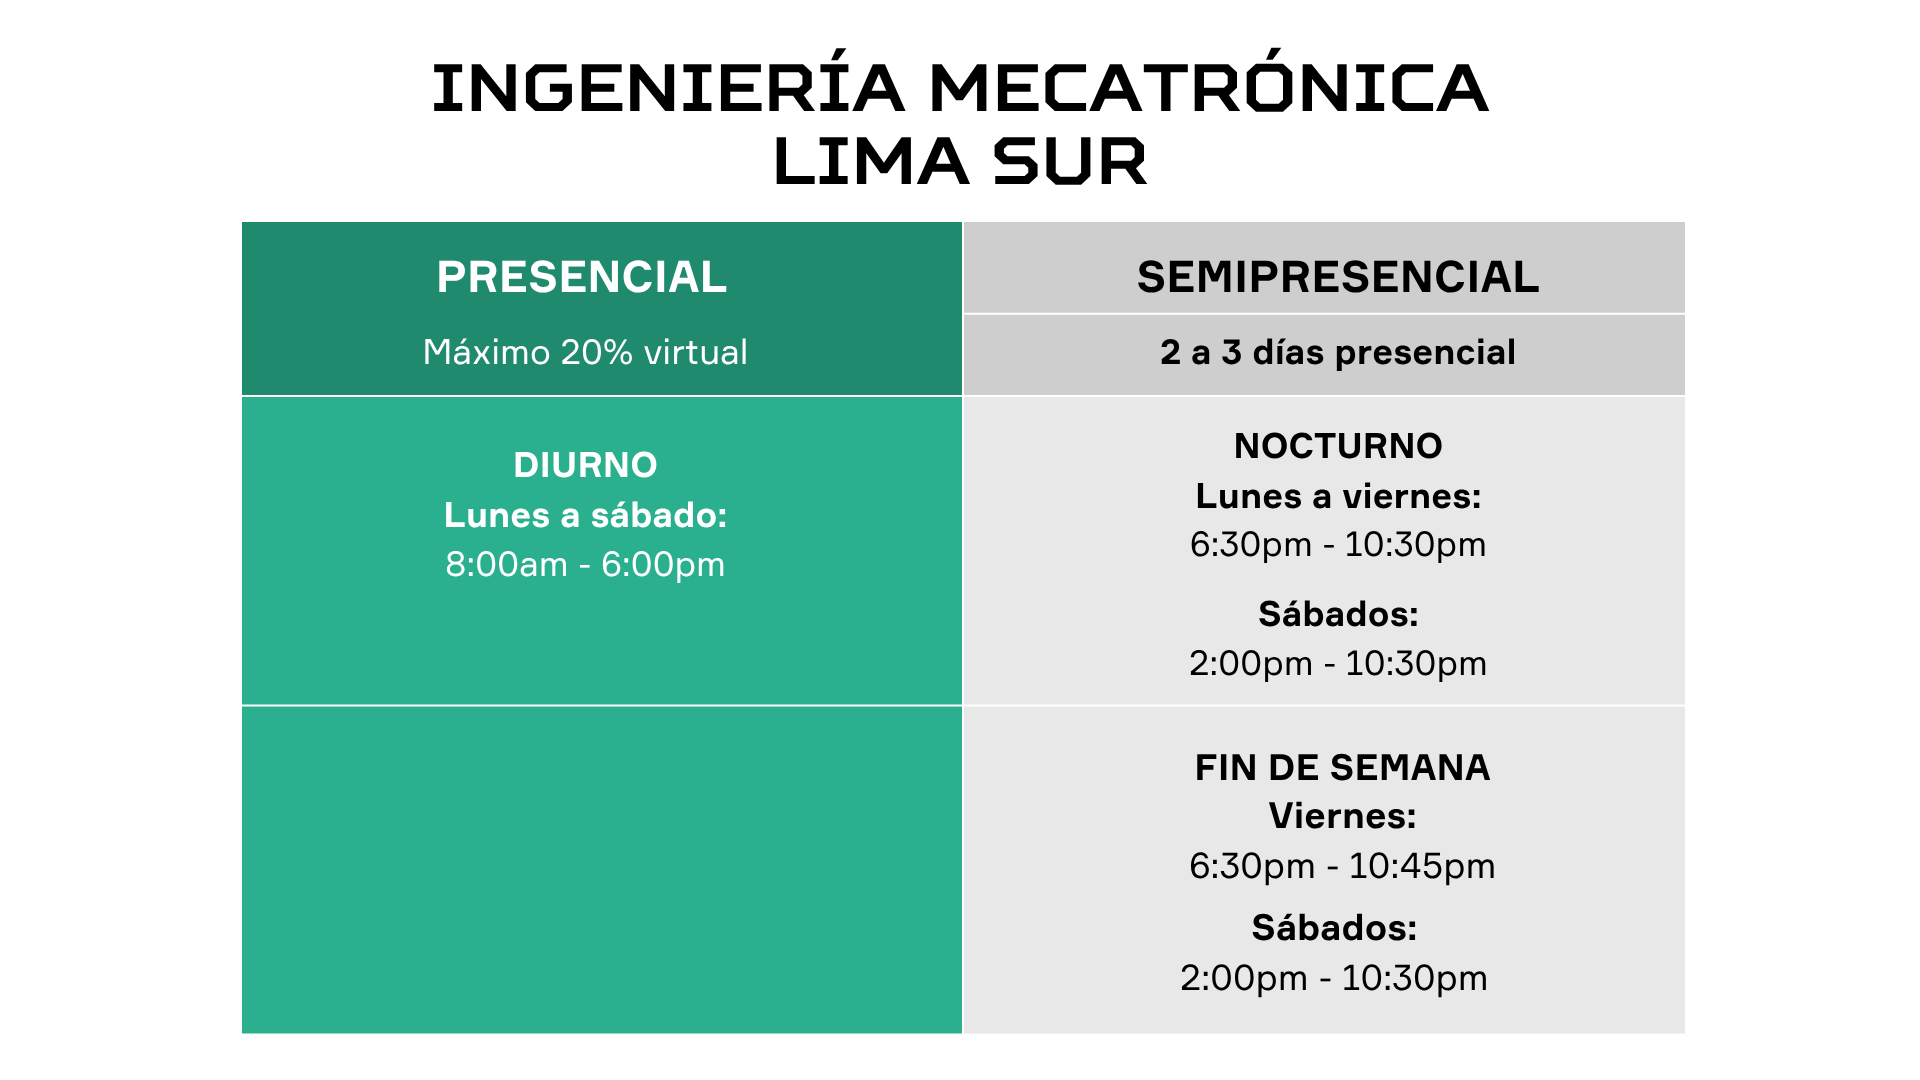 INGENIERÍA MECATRÓNICA
LIMA SUR
PRESENCIAL
Máximo 20% virtual
SEMIPRESENCIAL
2 a 3 días presencial
DIURNO
Lunes a sábado:
8:00am - 6:00pm
NOCTURNO
Lunes a viernes:
6:30pm - 10:30pm
Sábados:
2:00pm - 10:30pm
FIN DE SEMANA
Viernes:
6:30pm - 10:45pm
Sábados:
2:00pm - 10:30pm